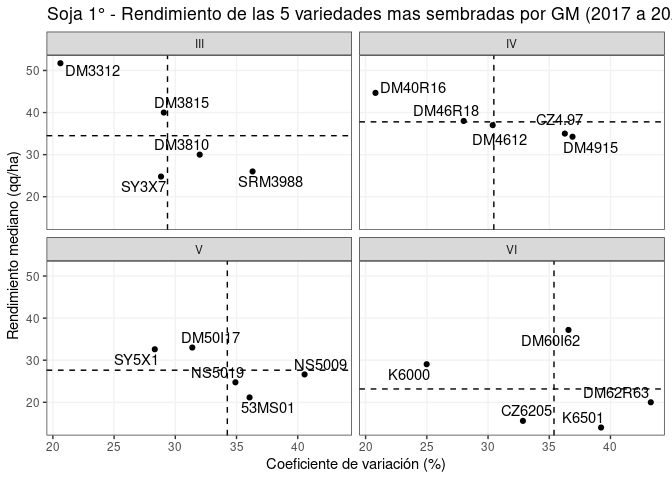 Soja 1° - Rendimiento de las 5 variedades mas sembradas por GM (2017 a 20
III
IV
50
40
30
20
DM3312
DM3815
DM3810
SY3X7
SRM3988
DM40R16
DM46R18
CZ4.97
DM4612
DM4915
Rendimiento mediano (qq/ha)
V
VI
50
40
30
20
DM50I17
SY5X1
NS5019
NS5009
53MS01
DM60I62
K6000
DM62R63
CZ6205
K6501
20 25 30 35 40 20 25 30 35 40
Coeficiente de variación (%)